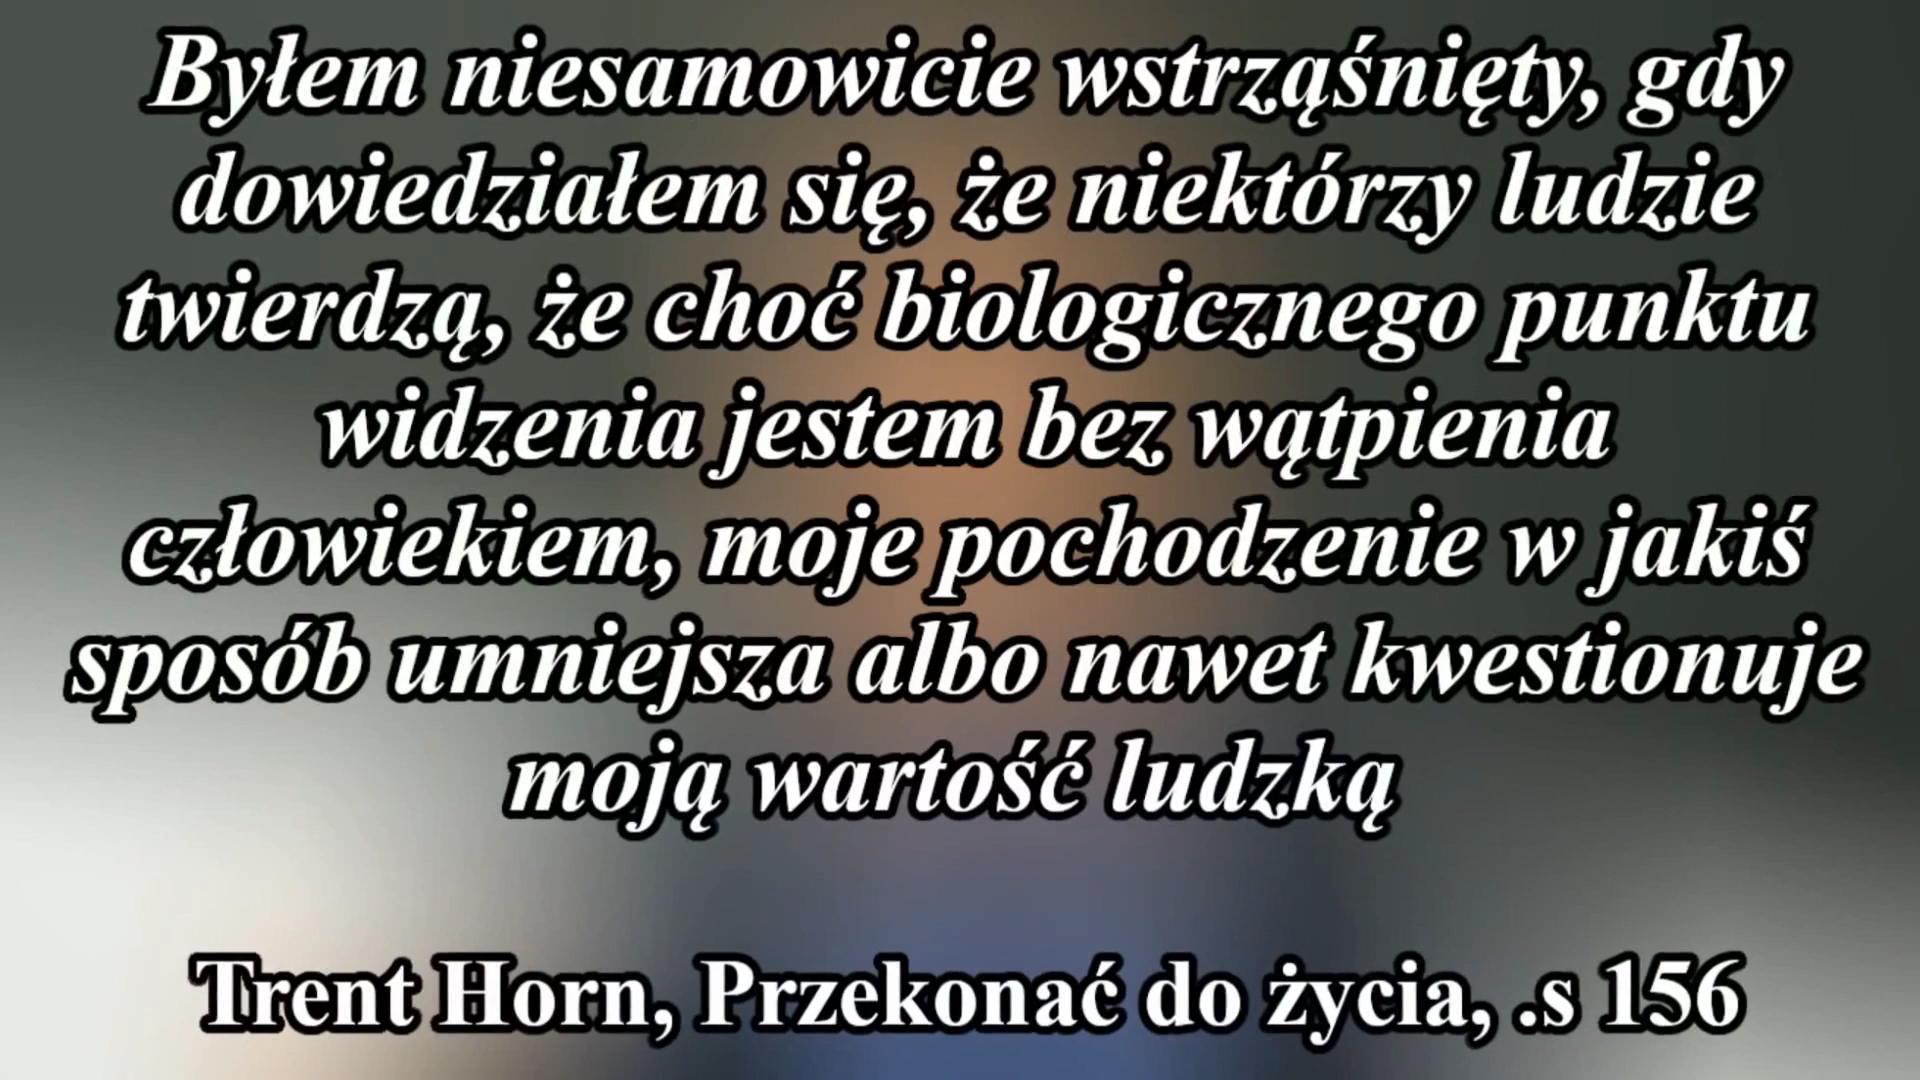 Byłem niesamowicie wstrząśnięty, gdy
dowiedziałem się, że niektórzy ludzie
twierdzą, że choć biologicznego punktu
widzenia jestem bez wątpienia
człowiekiem, moje pochodzenie w jakiś
sposób umniejsza albo nawet kwestionuje
moją wartość ludzką
Trent Horn, Przekonać do życia, .s 156